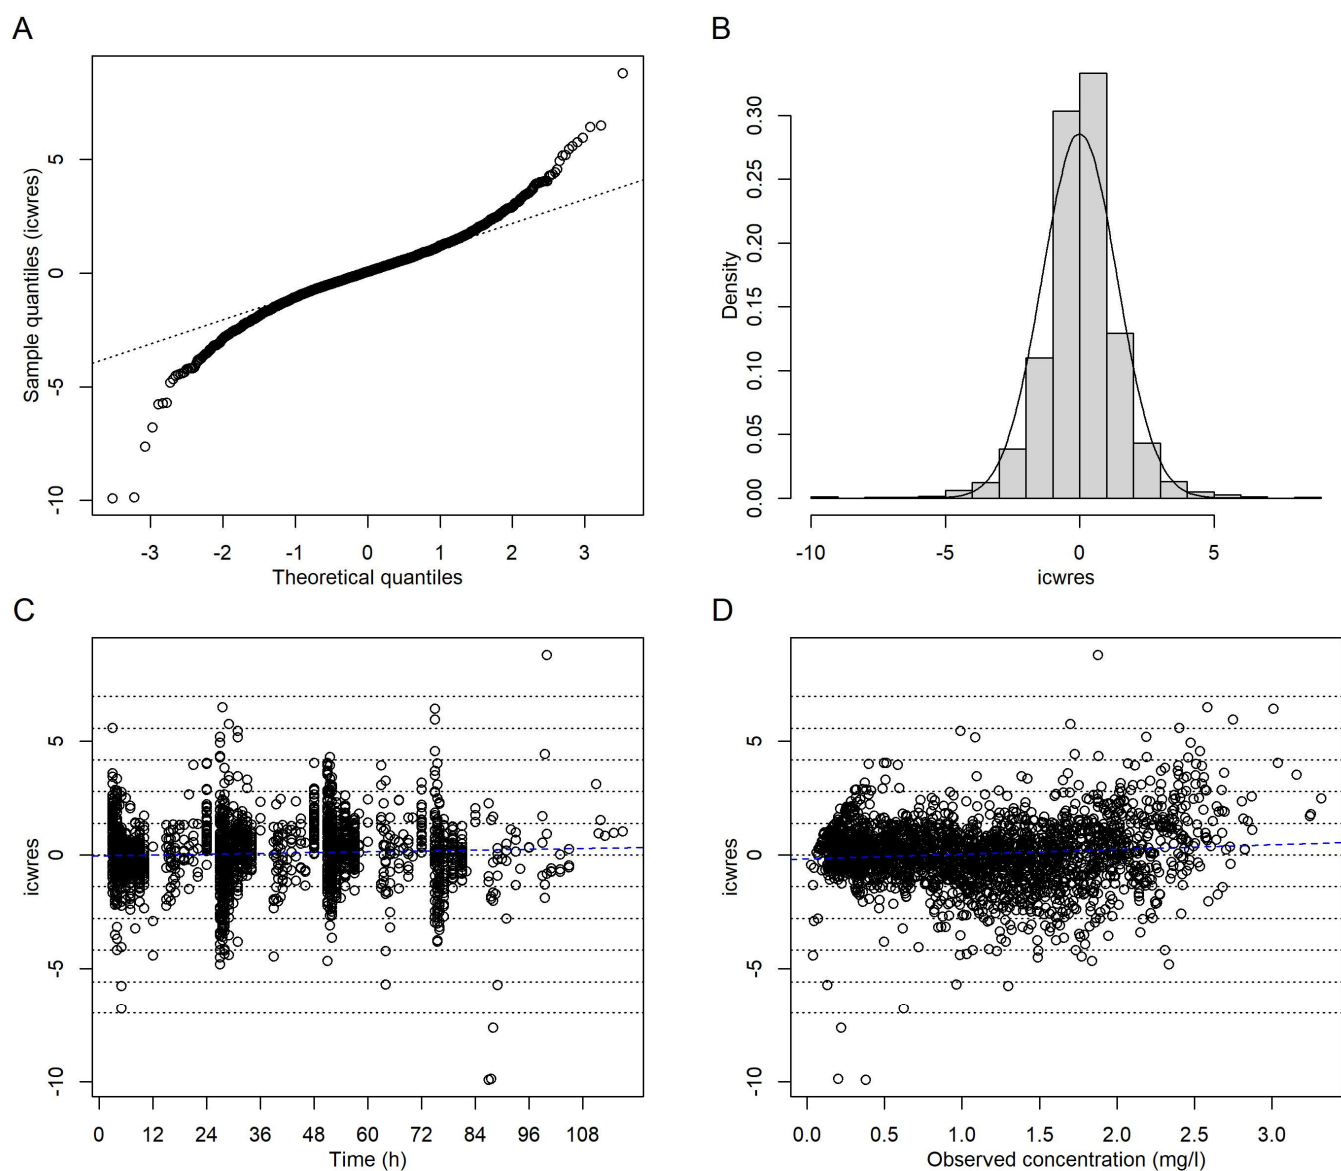 A
B
Sample quantiles (icwres)
5
0
-5
-10
-3 -2 -1 0 1 2 3
Theoretical quantiles
Density
0.30
0.25
0.20
0.15
0.10
0.05
0.00
-10 -5 0 5
icwres
C
D
icwres
5
0
-5
-10
0 12 24 36 48 60 72 84 96 108
Time (h)
icwres
5
0
-5
-10
0.0 0.5 1.0 1.5 2.0 2.5 3.0
Observed concentration (mg/l)